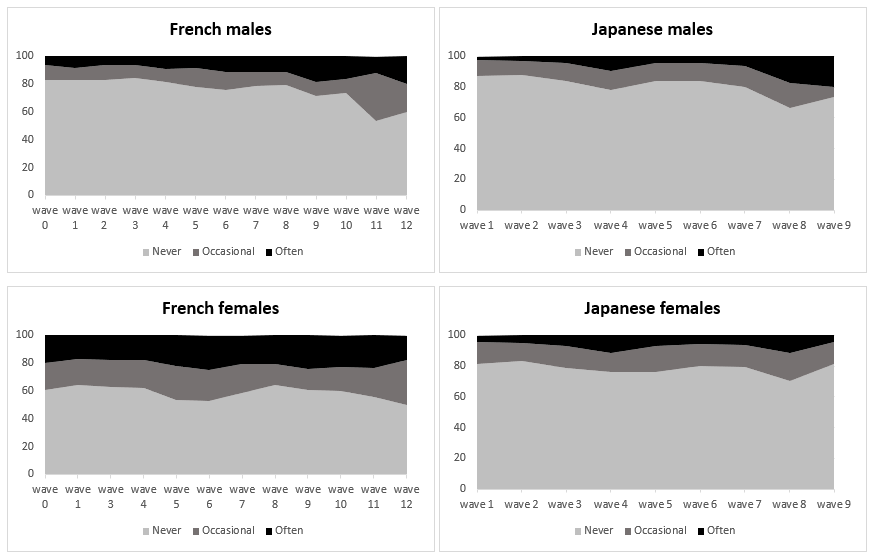 French males
100
80
60
40
20
0
wave 0 wave 1 wave 2 wave 3 wave 4 wave 5 wave 6 wave 7 wave 8 wave 9 wave 10 wave 11 wave 12
Never Occasional Often
Japanese males
100
80
60
40
20
0
wave 1 wave 2 wave 3 wave 4 wave 5 wave 6 wave 7 wave 8 wave 9
Never Occasional Often
French females
100
80
60
40
20
0
wave 0 wave 1 wave 3 wave 4 wave 5 wave 6 wave 7 wave 8 wave 9 wave 10 wave 11 wave 12
Never Occasional Often
Japanese females
100
80
60
40
20
0
wave 1 wave 2 wave 3 wave 4 wave 5 wave 6 wave 7 wave 8 wave 9
Never Occasional Often